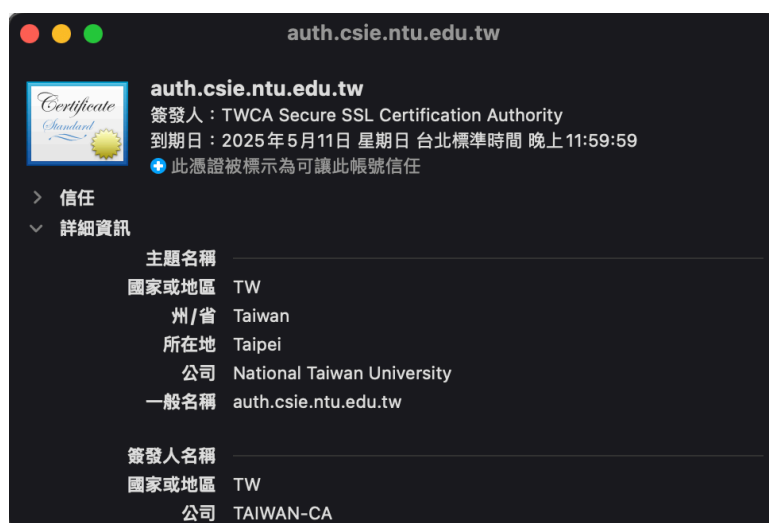 auth.csie.ntu.edu.tw
Certificate
Standard
auth.csie.ntu.edu.tw
簽發人：TWCA Secure SSL Certification Authority
到期日：2025年5月11日 星期日 台北標準時間 晚上11:59:59
此憑證被標示為可讓此帳號信任
信任
詳細資訊
主題名稱
國家或地區 TW
州/省 Taiwan
所在地 Taipei
公司 National Taiwan University
一般名稱 auth.csie.ntu.edu.tw
簽發人名稱
國家或地區 TW
公司 TAIWAN-CA